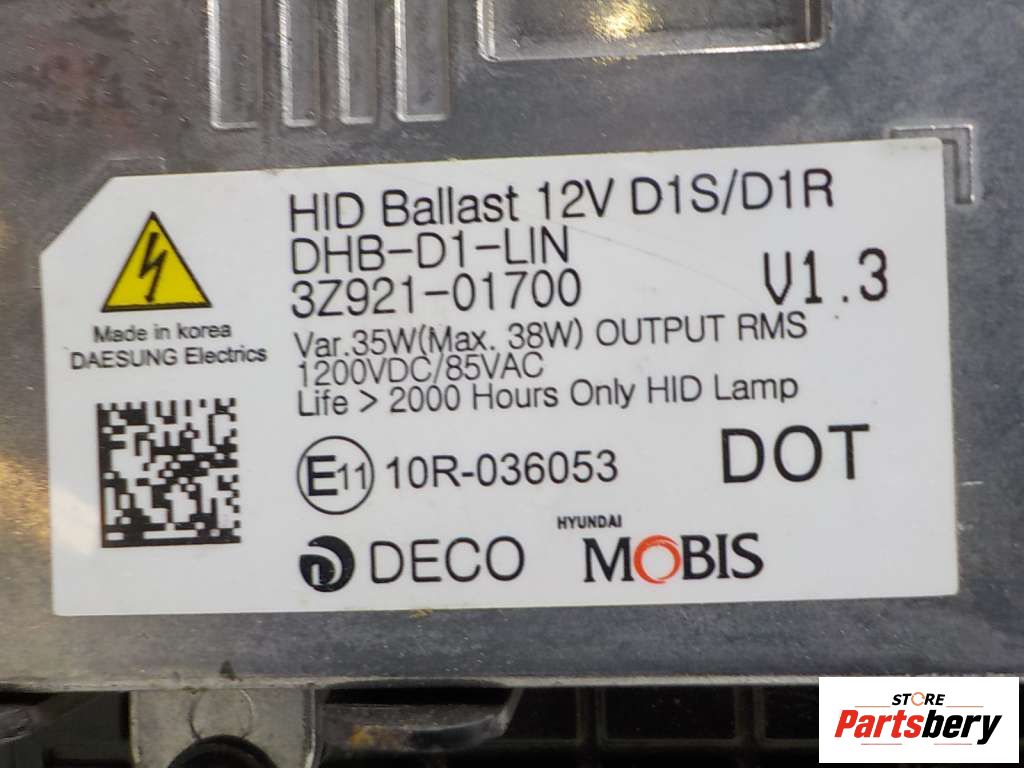 HID Ballast 12V D1S/D1R
DHB-D1-LIN
3Z921-01700
V1.3
Made in korea
DAESUNG Electrics
Var.35W(Max. 38W) OUTPUT RMS
1200VDC/85VAC
Life > 2000 Hours Only HID Lamp
E11 10R-036053
DOT
DECO
HYUNDAI
MOBIS
STORE
Partsbery